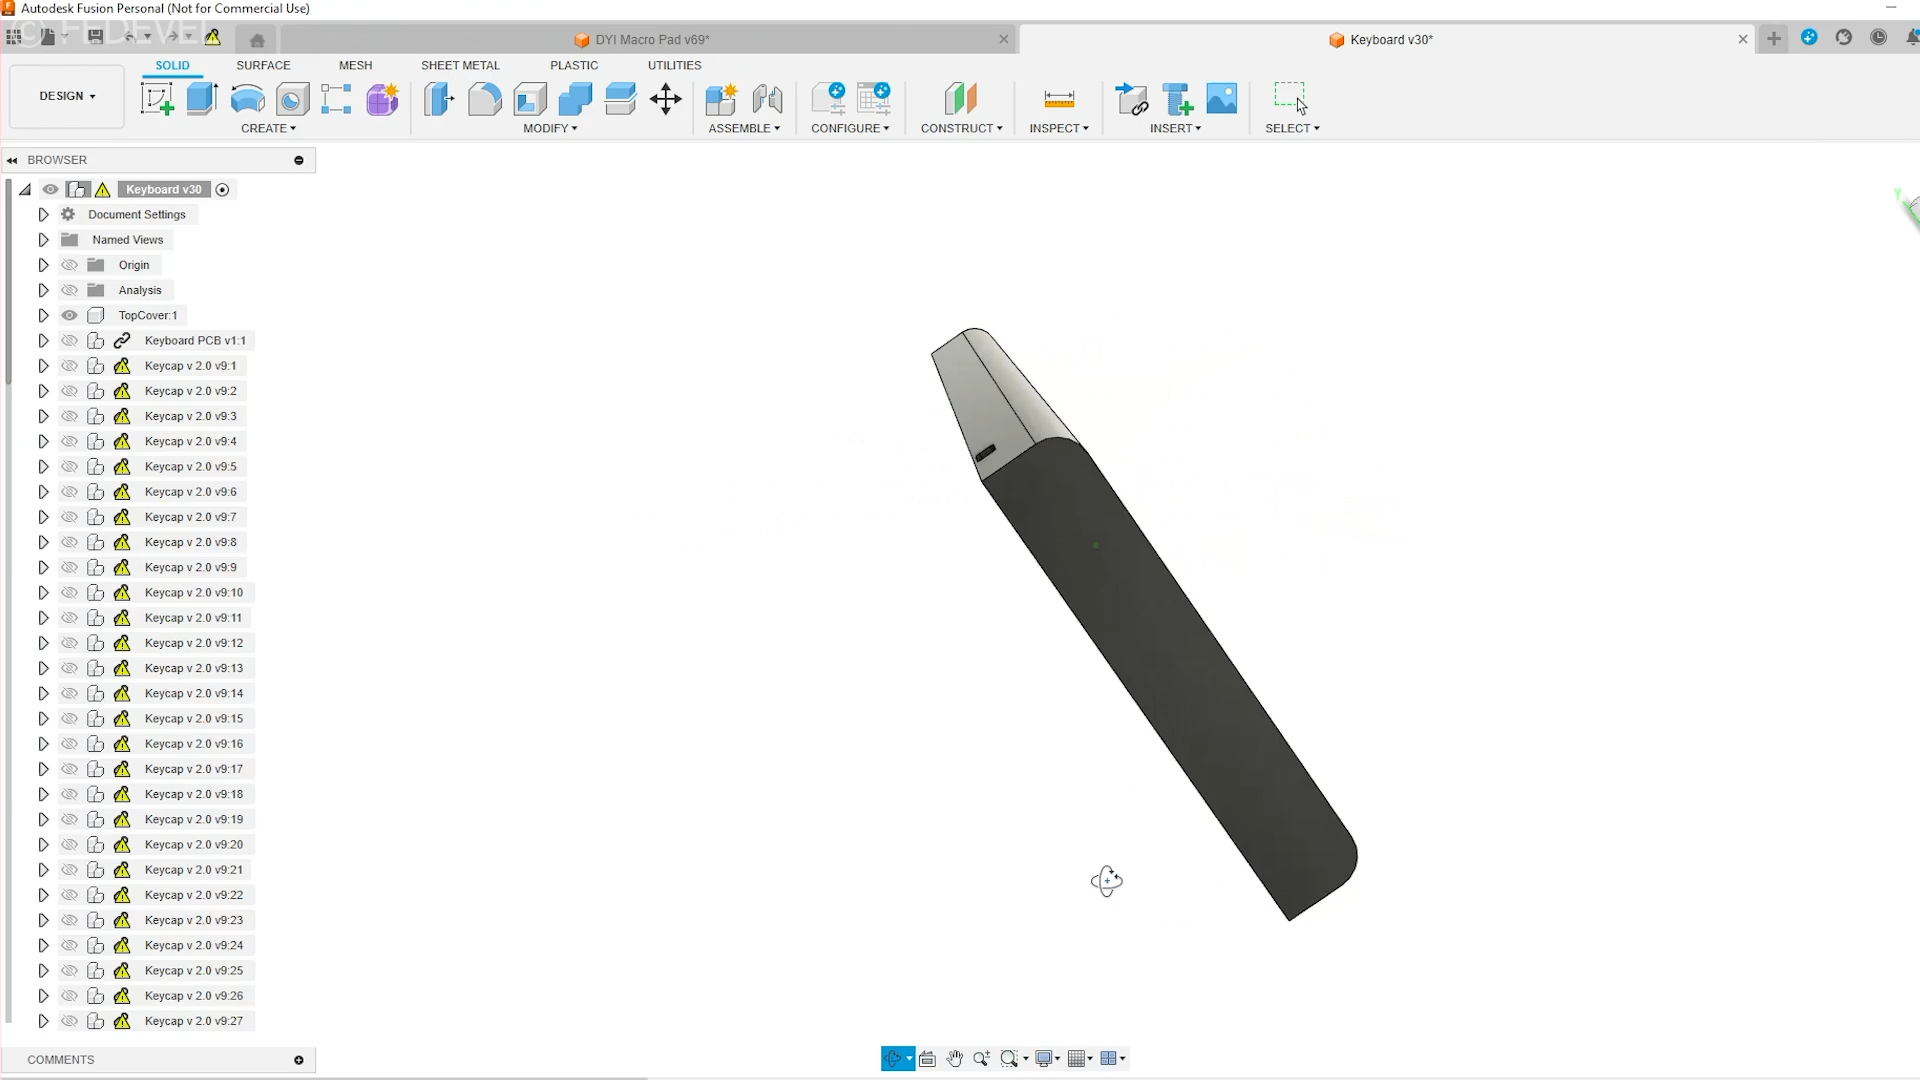 Autodesk Fusion Personal (Not for Commercial Use)
© FEDEVEL
DYI Macro Pad v69*
Keyboard v30*
DESIGN
SOLID
SURFACE
MESH
SHEET METAL
PLASTIC
UTILITIES
CREATE
MODIFY
ASSEMBLE
CONFIGURE
CONSTRUCT
INSPECT
INSERT
SELECT
BROWSER
Keyboard v30
Document Settings
Named Views
Origin
Analysis
TopCover:1
Keyboard PCB v1:1
Keycap v 2.0 v9:1
Keycap v 2.0 v9:2
Keycap v 2.0 v9:3
Keycap v 2.0 v9:4
Keycap v 2.0 v9:5
Keycap v 2.0 v9:6
Keycap v 2.0 v9:7
Keycap v 2.0 v9:8
Keycap v 2.0 v9:9
Keycap v 2.0 v9:10
Keycap v 2.0 v9:11
Keycap v 2.0 v9:12
Keycap v 2.0 v9:13
Keycap v 2.0 v9:14
Keycap v 2.0 v9:15
Keycap v 2.0 v9:16
Keycap v 2.0 v9:17
Keycap v 2.0 v9:18
Keycap v 2.0 v9:19
Keycap v 2.0 v9:20
Keycap v 2.0 v9:21
Keycap v 2.0 v9:22
Keycap v 2.0 v9:23
Keycap v 2.0 v9:24
Keycap v 2.0 v9:25
Keycap v 2.0 v9:26
Keycap v 2.0 v9:27
Y
COMMENTS